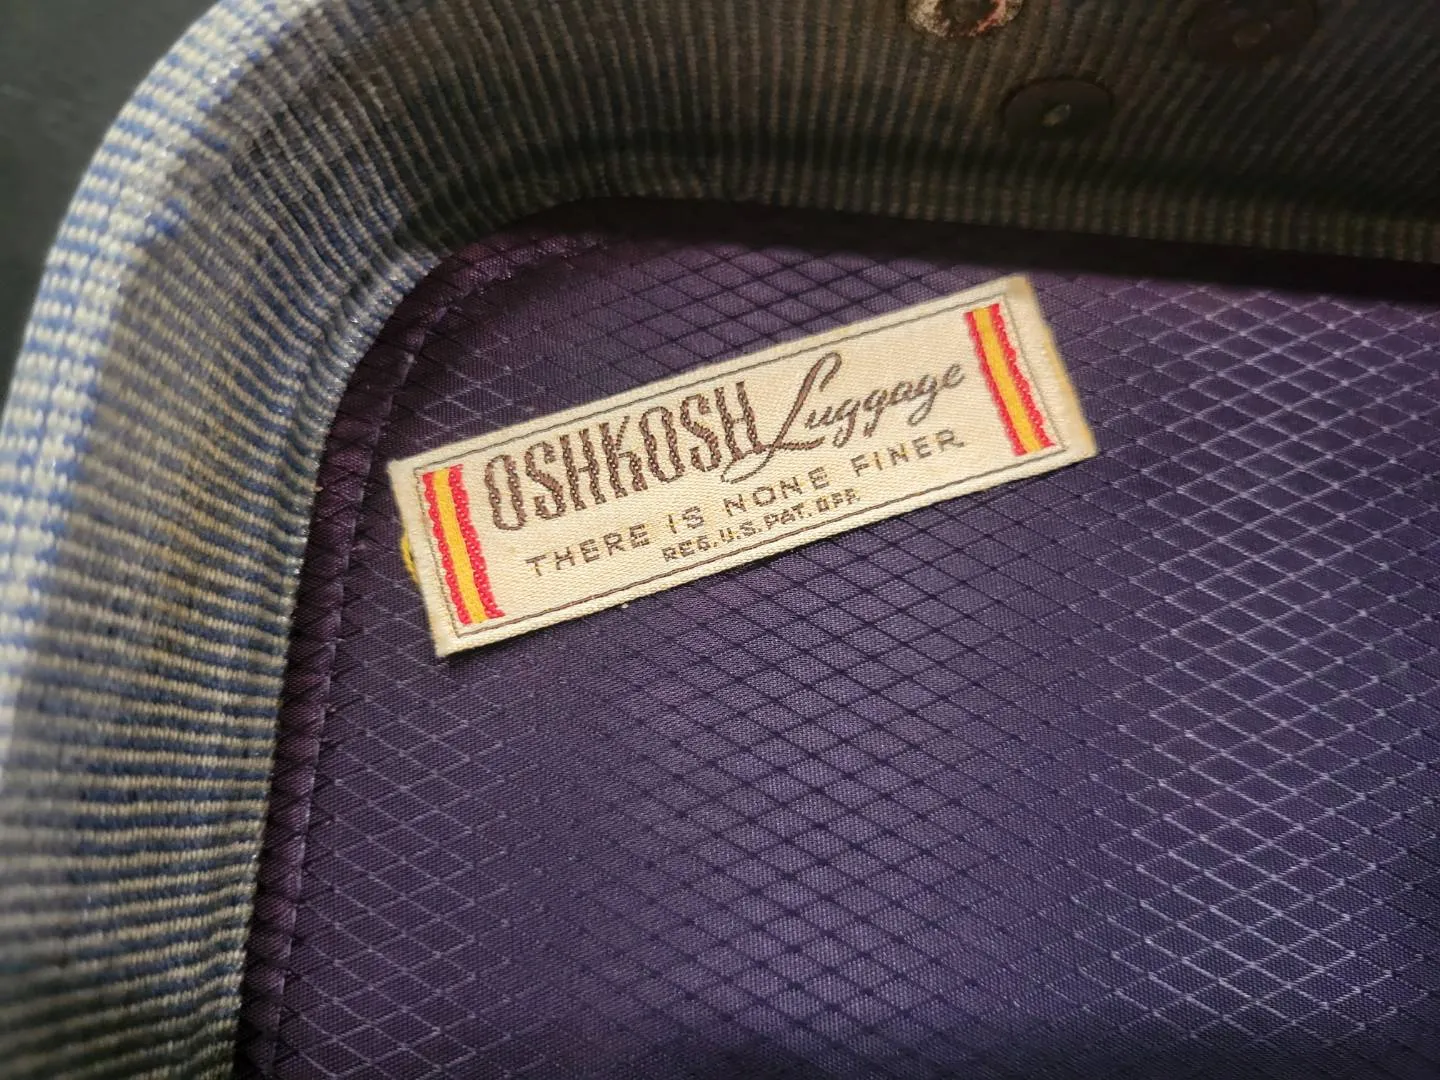 OSHKOSH Luggage
THERE IS NONE FINER
REG. U.S. PAT. OFF.